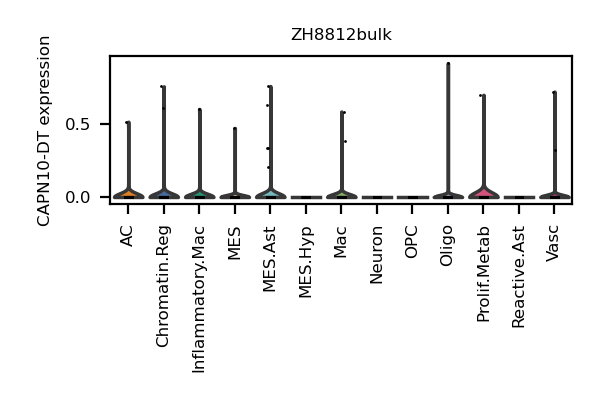 ZH8812bulk
CAPN10-DT expression
0.5
0.0
AC
Chromatin.Reg
Inflammatory.Mac
MES
MES.Ast
MES.Hyp
Mac
Neuron
OPC
Oligo
Prolif.Metab
Reactive.Ast
Vasc